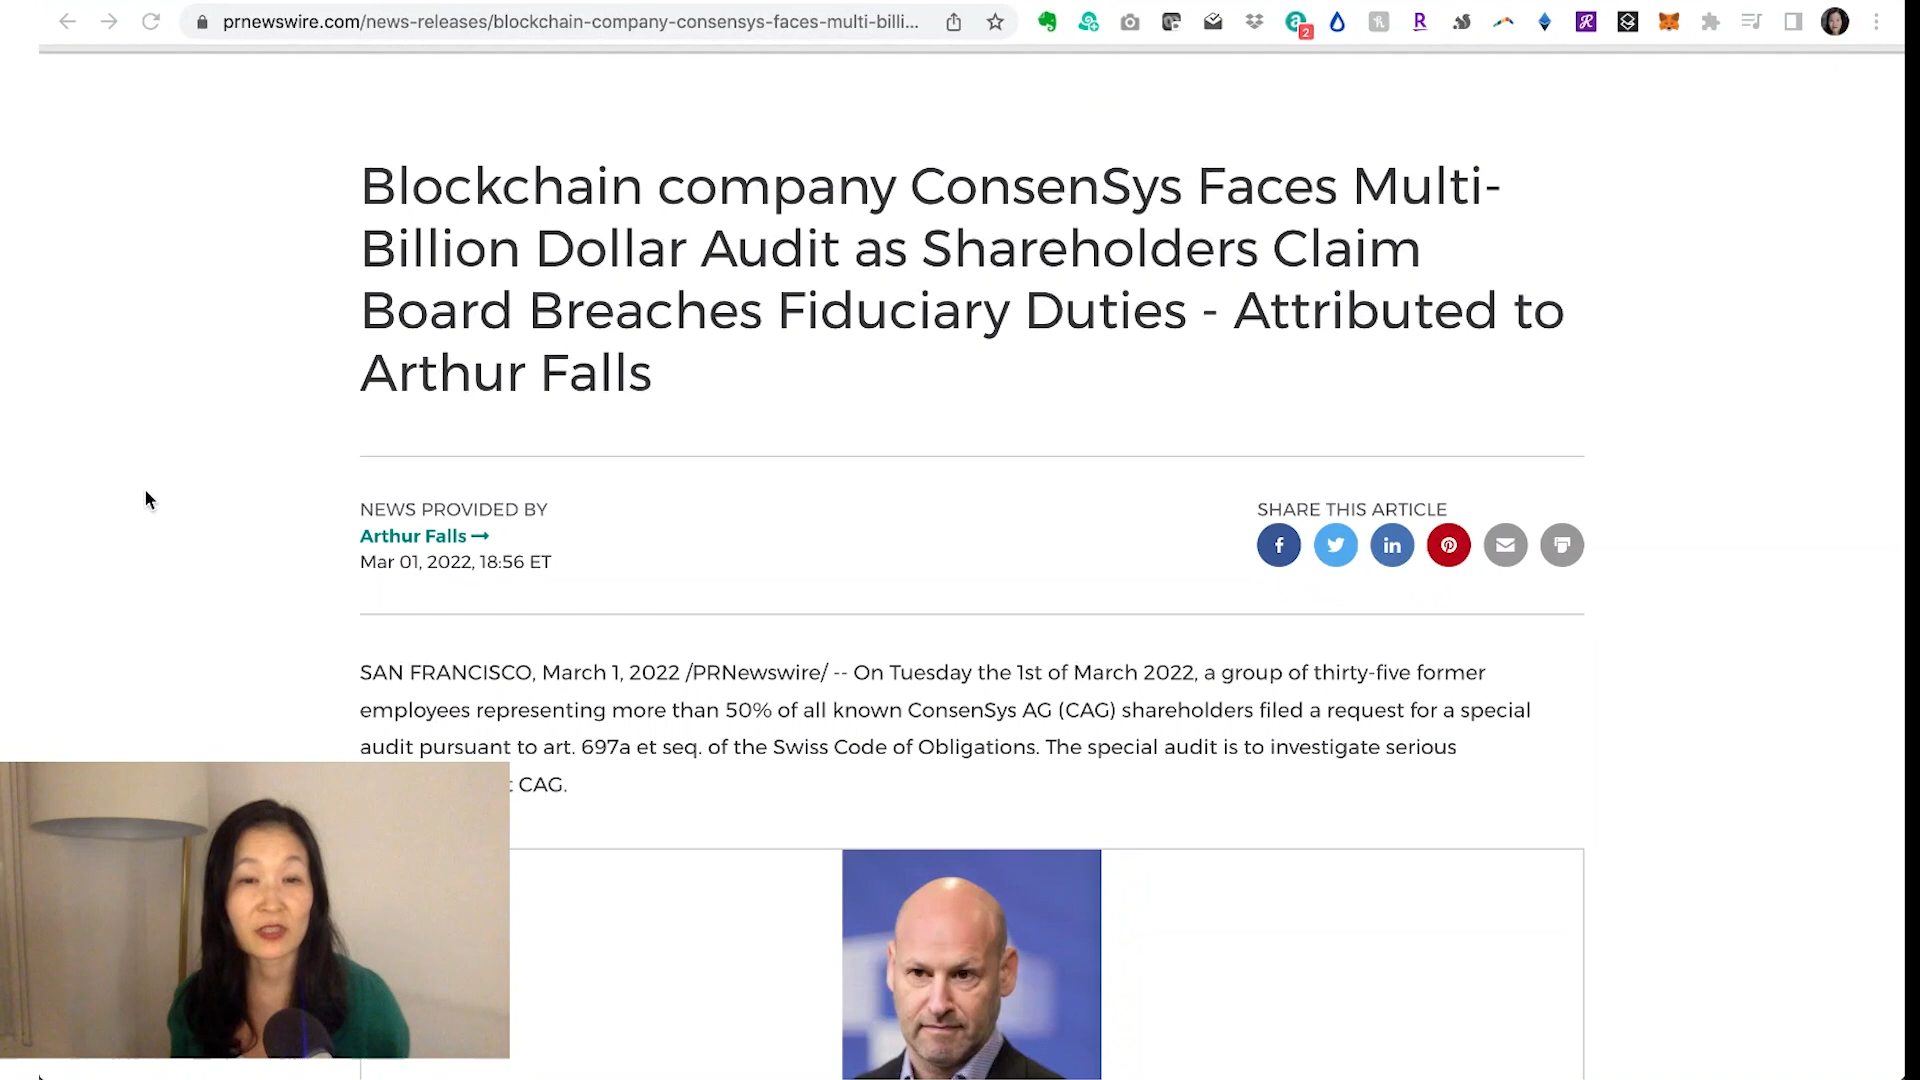 prnewswire.com/news-releases/blockchain-company-consensys-faces-multi-billi...
2
Blockchain company ConsenSys Faces Multi-
Billion Dollar Audit as Shareholders Claim
Board Breaches Fiduciary Duties - Attributed to
Arthur Falls
NEWS PROVIDED BY
Arthur Falls
Mar 01, 2022, 18:56 ET
SHARE THIS ARTICLE
SAN FRANCISCO, March 1, 2022 /PRNewswire/ -- On Tuesday the 1st of March 2022, a group of thirty-five former
employees representing more than 50% of all known ConsenSys AG (CAG) shareholders filed a request for a special
audit pursuant to art. 697a et seq. of the Swiss Code of Obligations. The special audit is to investigate serious
CAG.